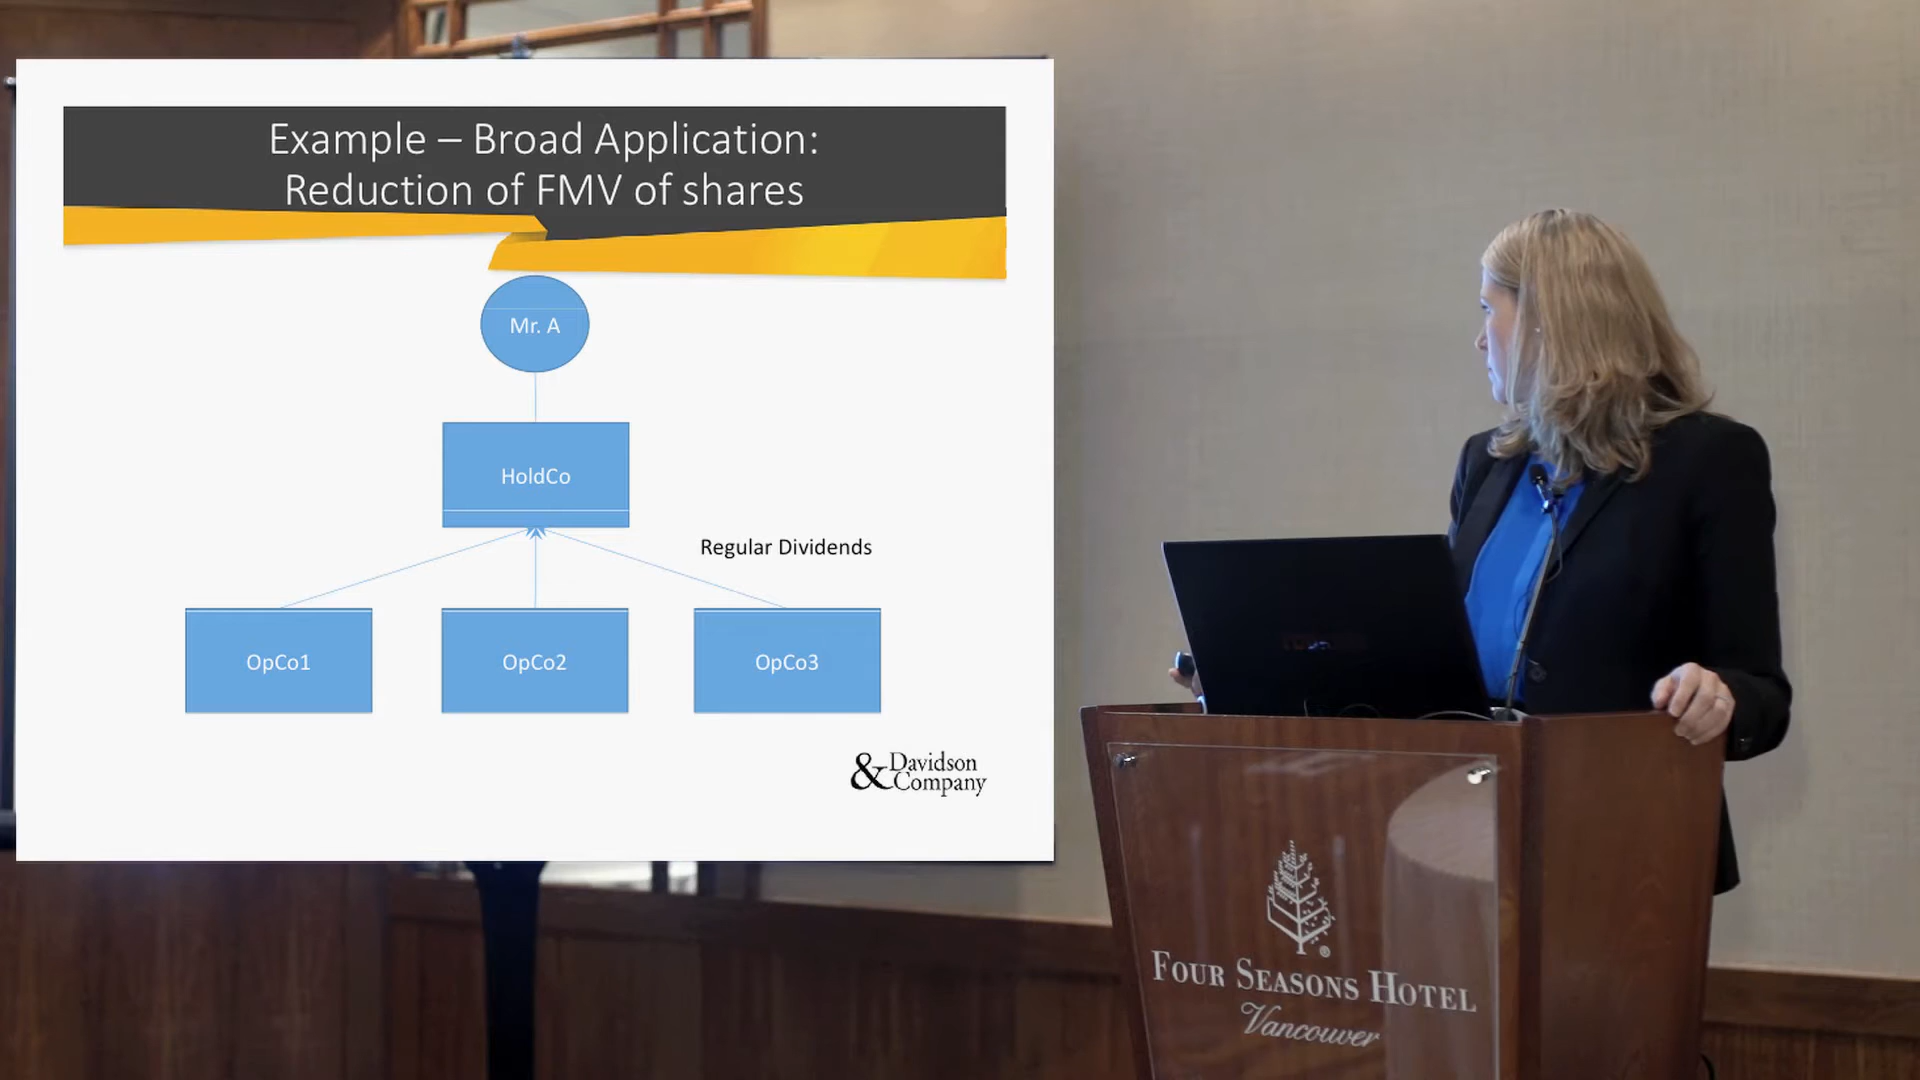 Example – Broad Application:
Reduction of FMV of shares
Mr. A
HoldCo
Regular Dividends
OpCo1
OpCo2
OpCo3
& Davidson
Company
FOUR SEASONS HOTEL
Vancouver